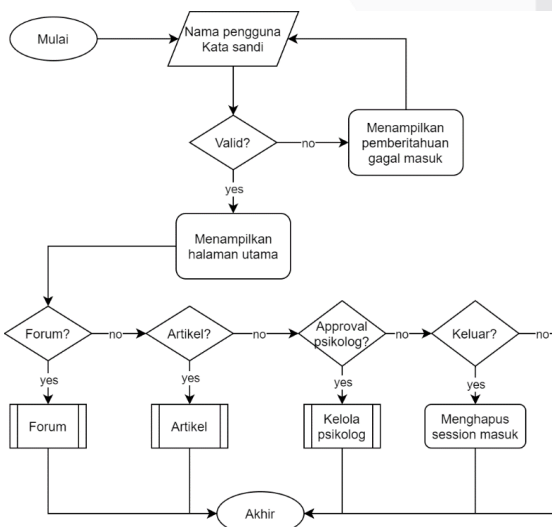 Mulai
Nama pengguna
Kata sandi
Valid?
no
Menampilkan
pemberitahuan
gagal masuk
yes
Menampilkan
halaman utama
Forum?
no
Artikel?
no
Approval
psikolog?
no
Keluar?
no
yes
yes
yes
yes
Forum
Artikel
Kelola
psikolog
Menghapus
session masuk
Akhir